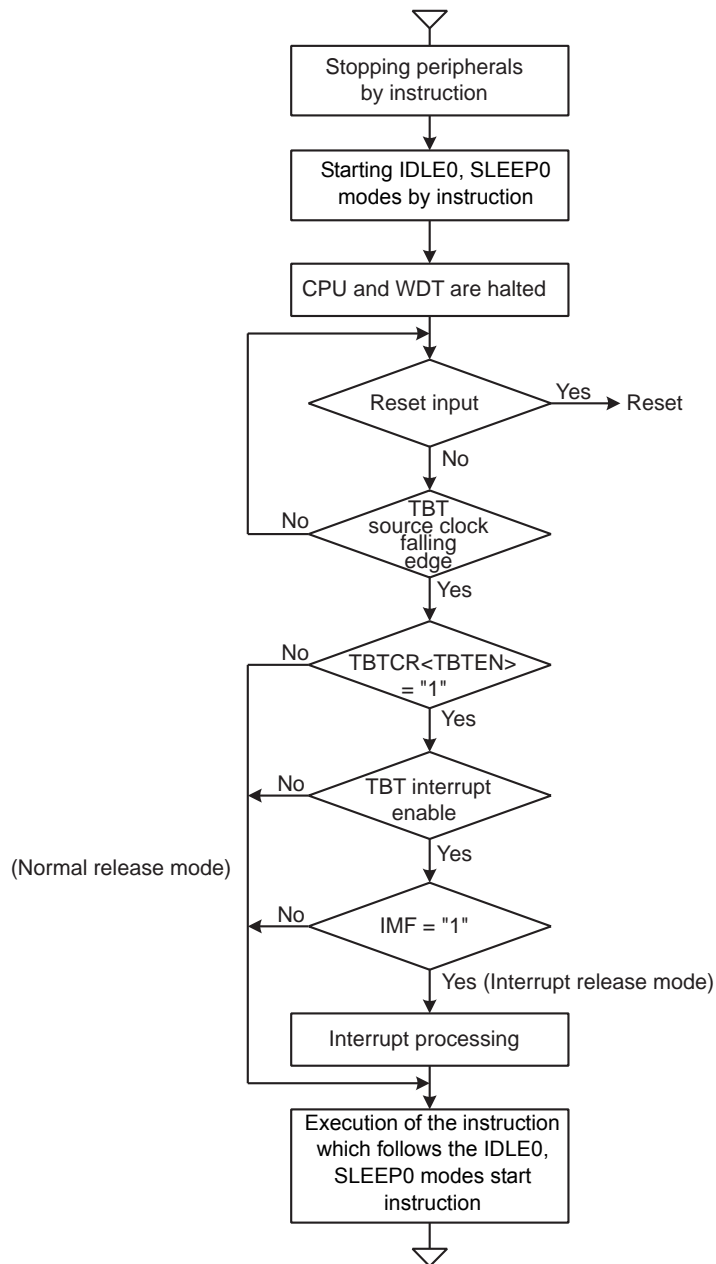 Stopping peripherals
by instruction
Starting IDLE0, SLEEP0
modes by instruction
CPU and WDT are halted
Reset input
Yes
Reset
No
TBT
source clock
falling
edge
No
Yes
TBTCR<TBTEN>
= "1"
No
Yes
TBT interrupt
enable
No
Yes
(Normal release mode)
IMF = "1"
No
Yes (Interrupt release mode)
Interrupt processing
Execution of the instruction
which follows the IDLE0,
SLEEP0 modes start
instruction